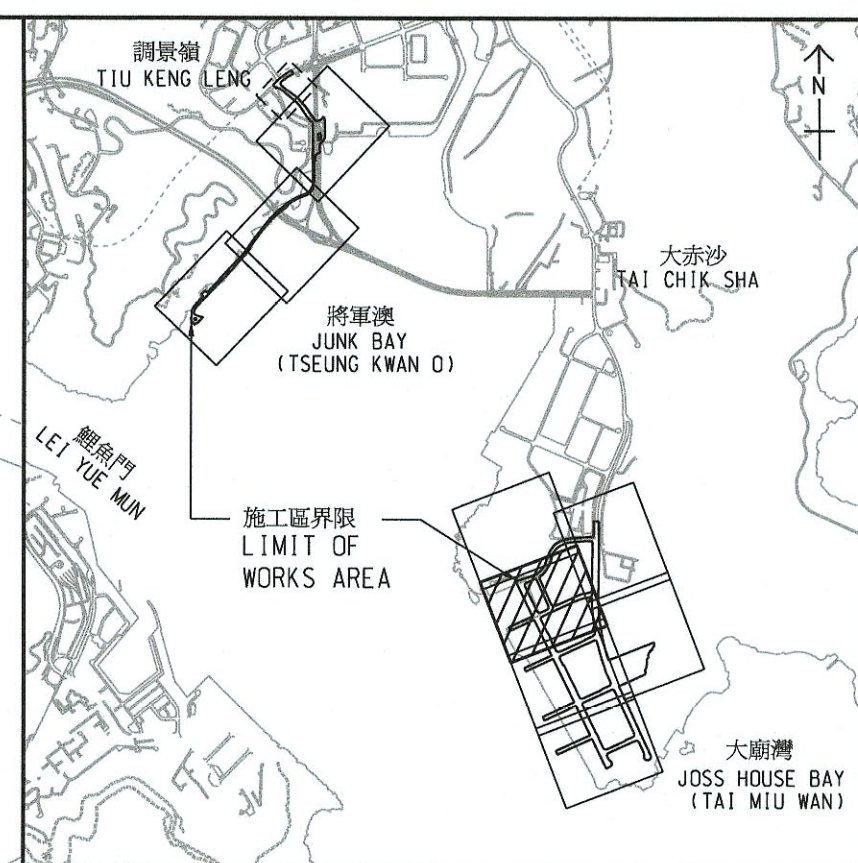 調景嶺
TIU KENG LENG
N
大赤沙
TAI CHIK SHA
將軍澳
JUNK BAY
(TSEUNG KWAN O)
鯉魚門
LEI YUE MUN
施工區界限
LIMIT OF
WORKS AREA
大廟灣
JOSS HOUSE BAY
(TAI MIU WAN)